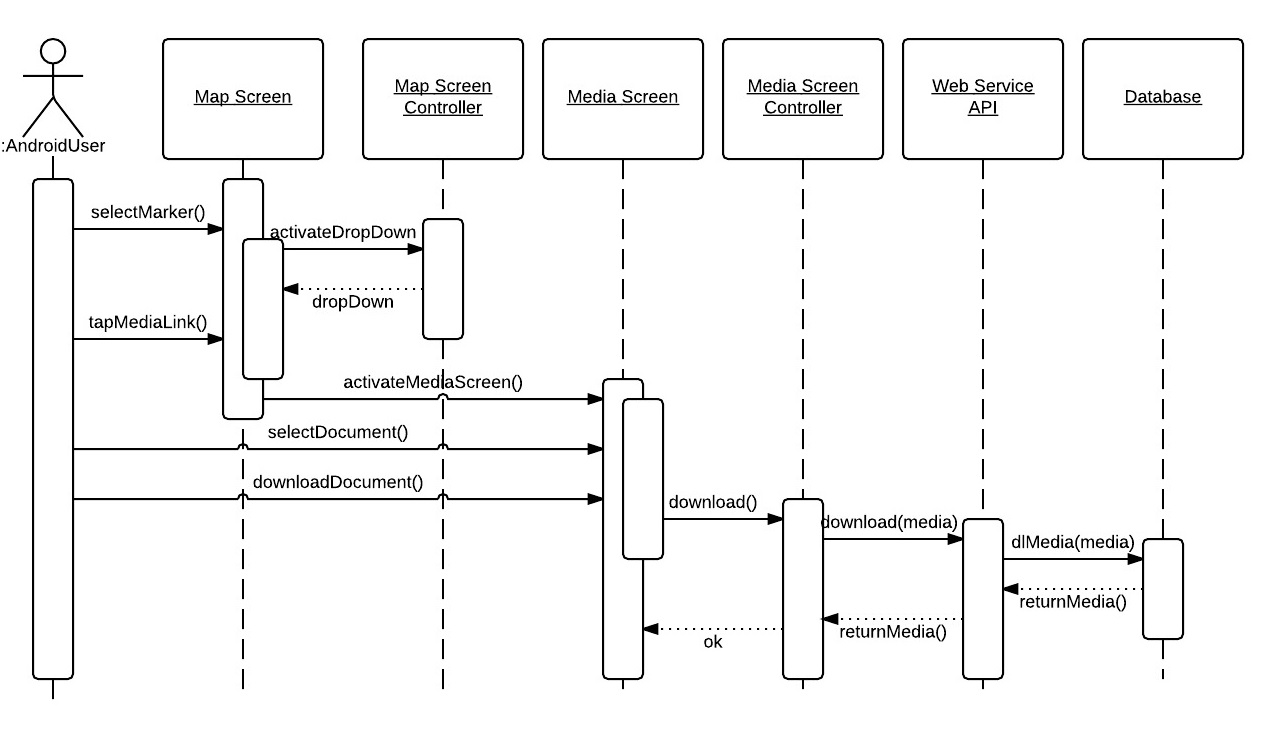 Map Screen
Map Screen
Controller
Media Screen
Media Screen
Controller
Web Service
API
Database
:AndroidUser
selectMarker()
activateDropDown
dropDown
tapMediaLink()
activateMediaScreen()
selectDocument()
downloadDocument()
download()
download(media)
dlMedia(media)
returnMedia()
returnMedia()
ok